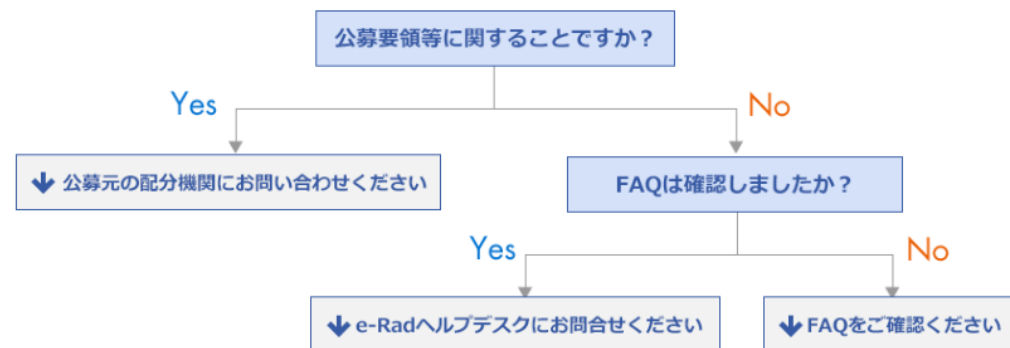 公募要領等に関することですか？
Yes
No
公募元の配分機関にお問い合わせください
FAQは確認しましたか？
Yes
No
e-Radヘルプデスクにお問合せください
FAQをご確認ください